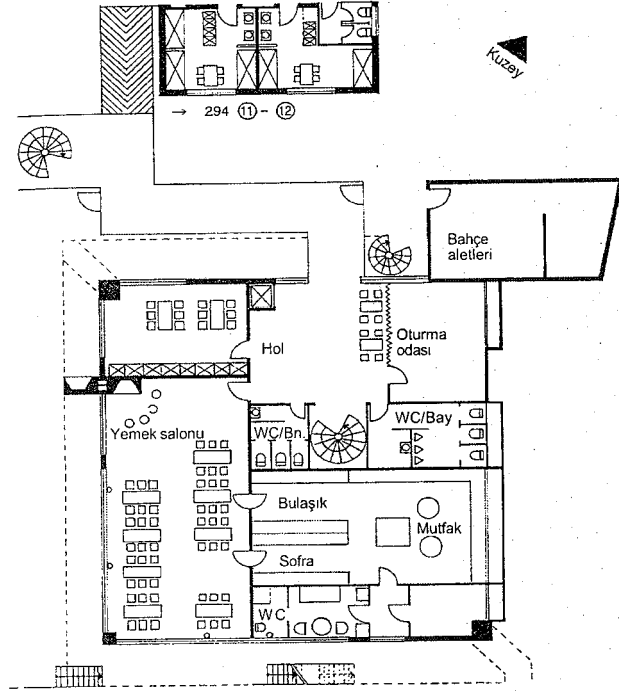 Kuzey
→ 294 ⑪ – ⑫
Bahçe
aletleri
Hol
Oturma
odası
Yemek salonu
WC/Bn.
WC/Bay
Bulaşık
Mutfak
Sofra
WC